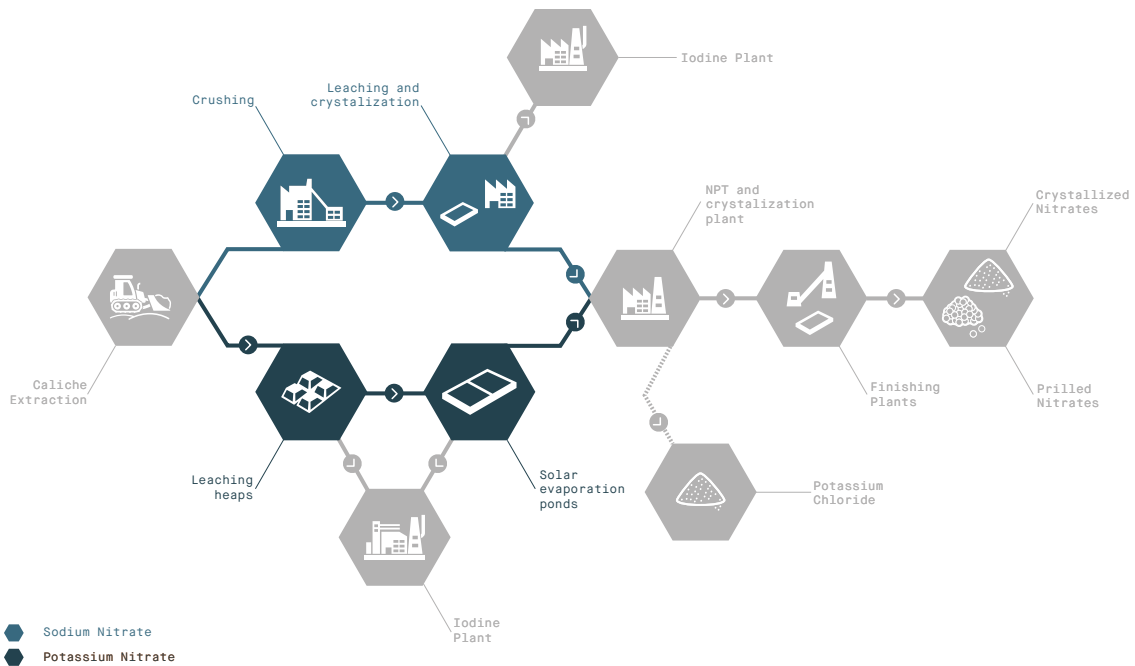 Iodine Plant
Crushing
Leaching and
crystalization
NPT and
crystalization
plant
Crystallized
Nitrates
Caliche
Extraction
Finishing
Plants
Prilled
Nitrates
Leaching
heaps
Solar
evaporation
ponds
Potassium
Chloride
Iodine
Plant
Sodium Nitrate
Potassium Nitrate